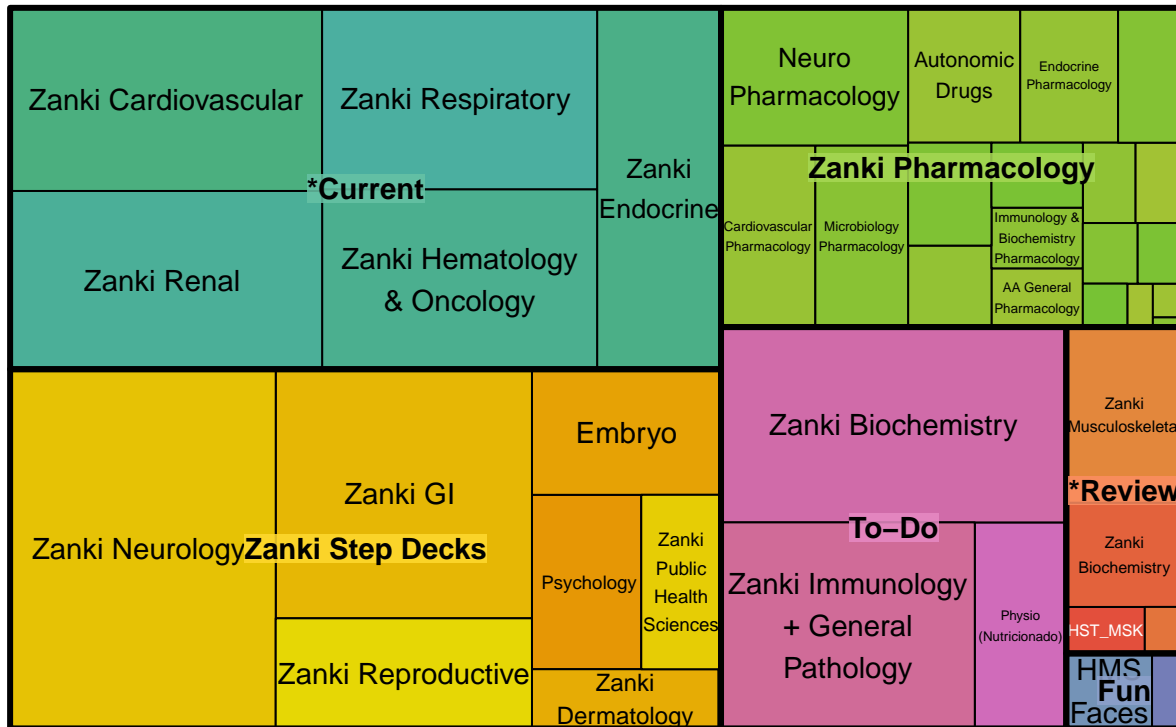 Zanki Cardiovascular
Zanki Respiratory
Zanki
Endocrine
*Current
Zanki Renal
Zanki Hematology
& Oncology
Neuro
Pharmacology
Autonomic
Drugs
Endocrine
Pharmacology
Zanki Pharmacology
Cardiovascular
Pharmacology
Microbiology
Pharmacology
Immunology &
Biochemistry
Pharmacology
AA General
Pharmacology
Zanki Neurology
Zanki GI
Zanki Step Decks
Zanki Reproductive
Embryo
Psychology
Zanki
Public
Health
Sciences
Zanki
Dermatology
Zanki Biochemistry
To–Do
Zanki Immunology
+ General
Pathology
Physio
(Nutricionado)
Zanki
Musculoskeletal
*Review
Zanki
Biochemistry
HST_MSK
HMS
Faces
Fun